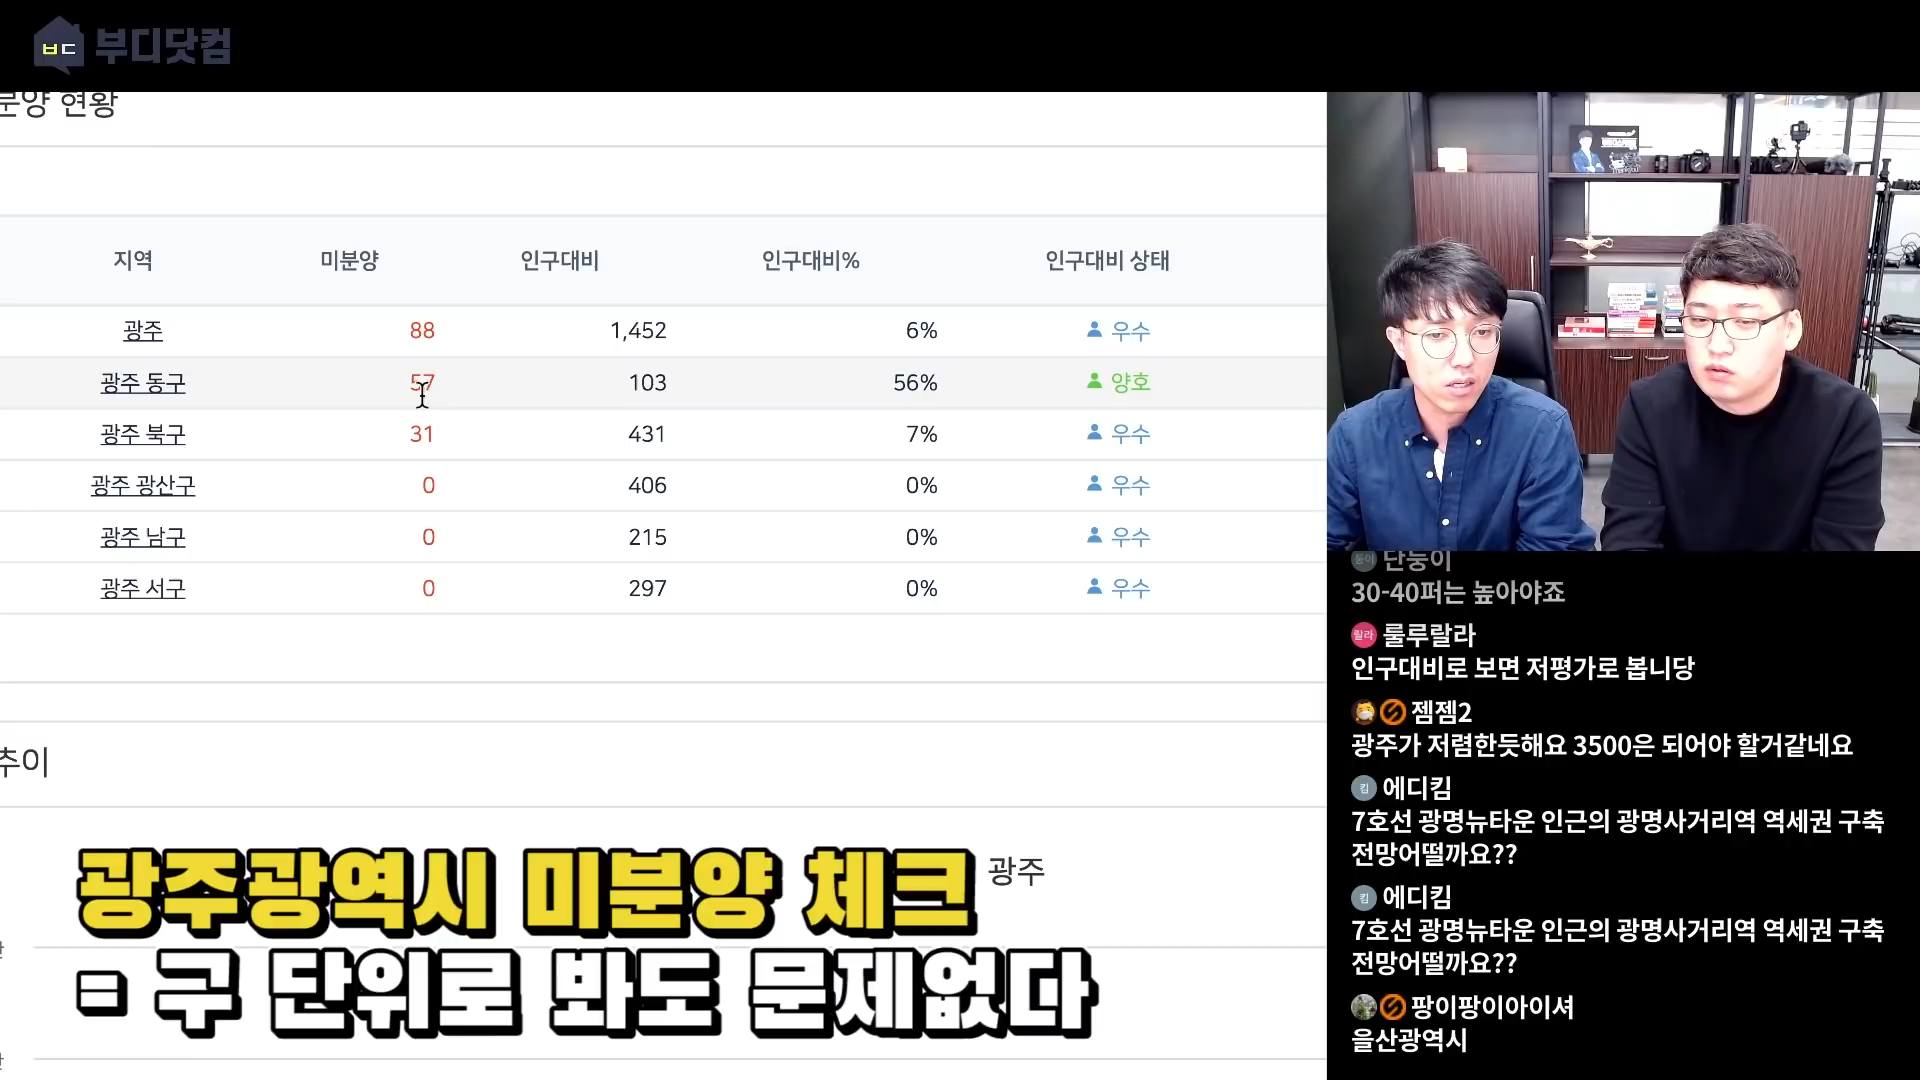 ㅂㄷ 부디닷컴
분양 현황
지역 미분양 인구대비 인구대비% 인구대비 상태
광주 88 1,452 6% 우수
광주 동구 57 103 56% 양호
광주 북구 31 431 7% 우수
광주 광산구 0 406 0% 우수
광주 남구 0 215 0% 우수
광주 서구 0 297 0% 우수
추이
광주
광주광역시 미분양 체크
= 구 단위로 봐도 문제없다
둥이 단둥이
30-40퍼는 높아야죠
랄라 룰루랄라
인구대비로 보면 저평가로 봅니당
젬젬2
광주가 저렴한듯해요 3500은 되어야 할거같네요
킴 에디킴
7호선 광명뉴타운 인근의 광명사거리역 역세권 구축
전망어떨까요??
킴 에디킴
7호선 광명뉴타운 인근의 광명사거리역 역세권 구축
전망어떨까요??
팡이팡이아이셔
울산광역시